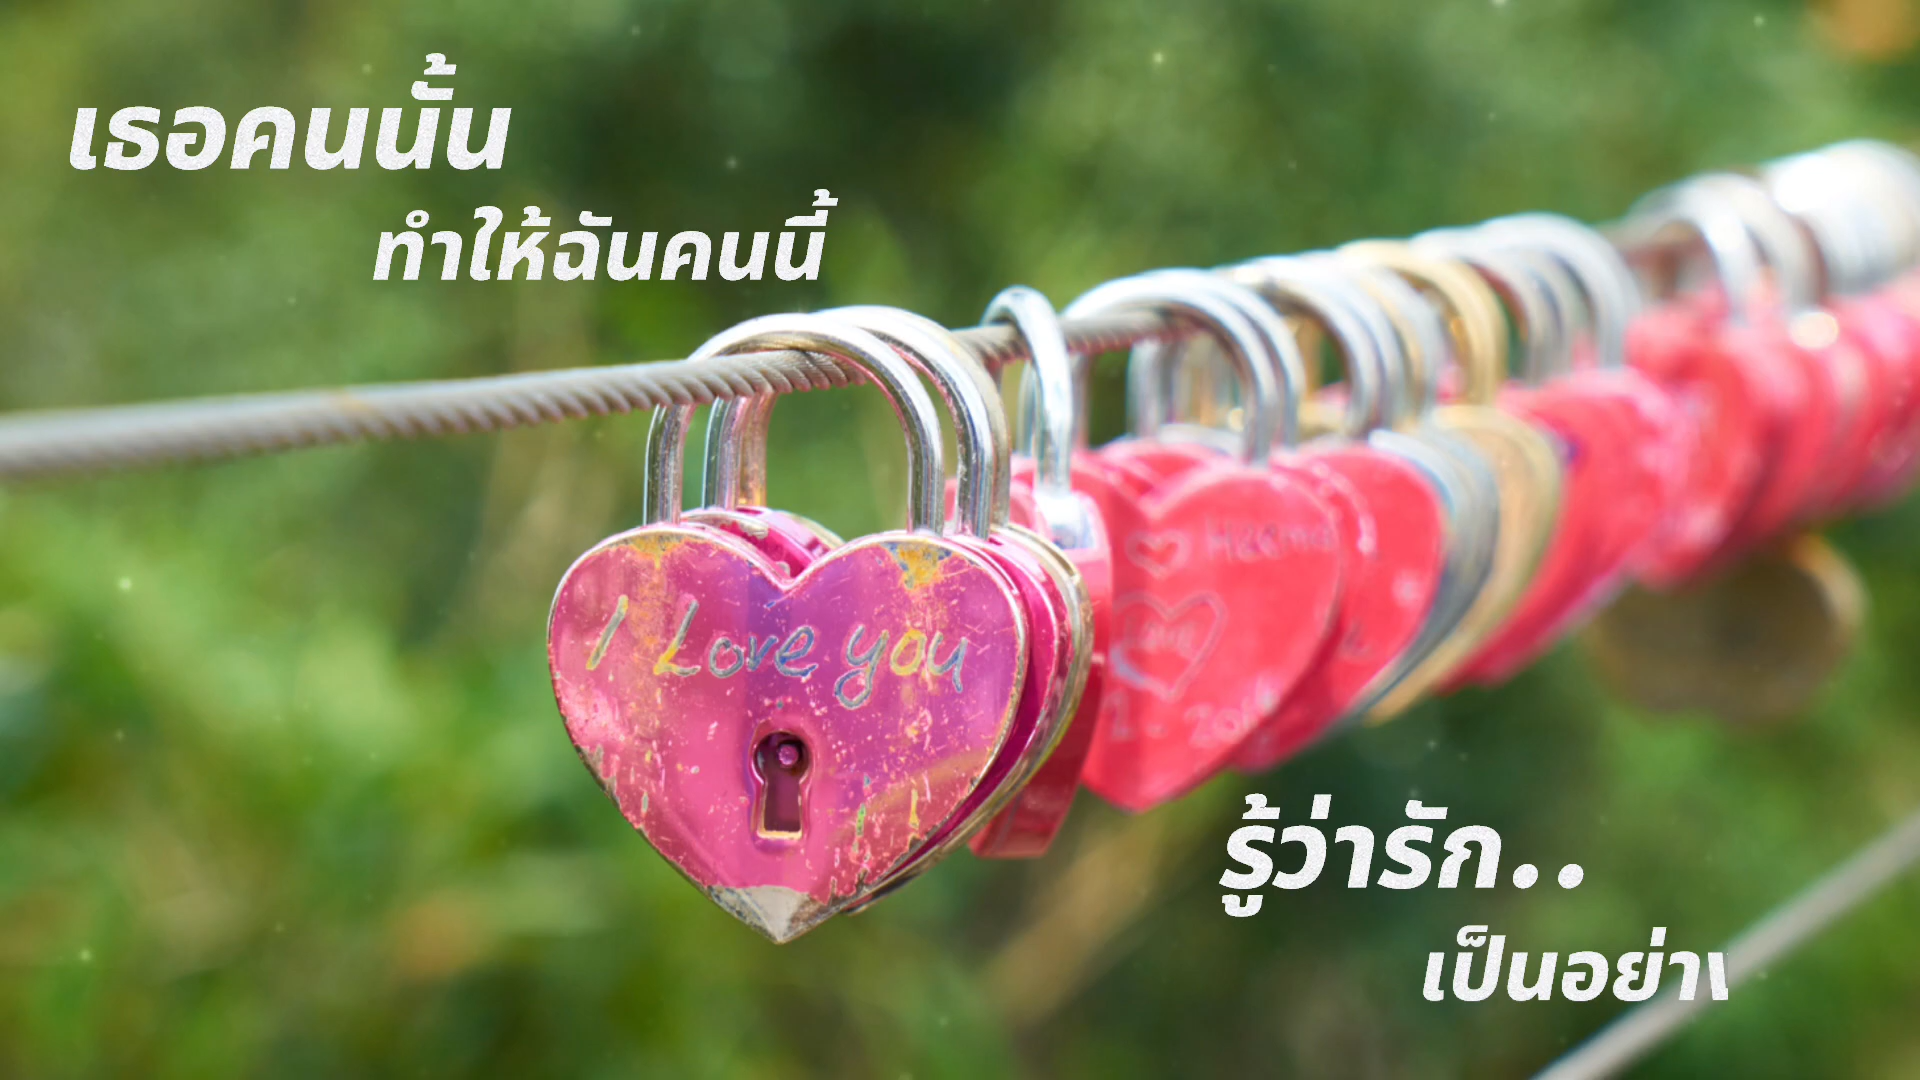 เธอคนนั้น
ทำให้ฉันคนนี้
I Love you
รู้ว่ารัก..
เป็นอย่า